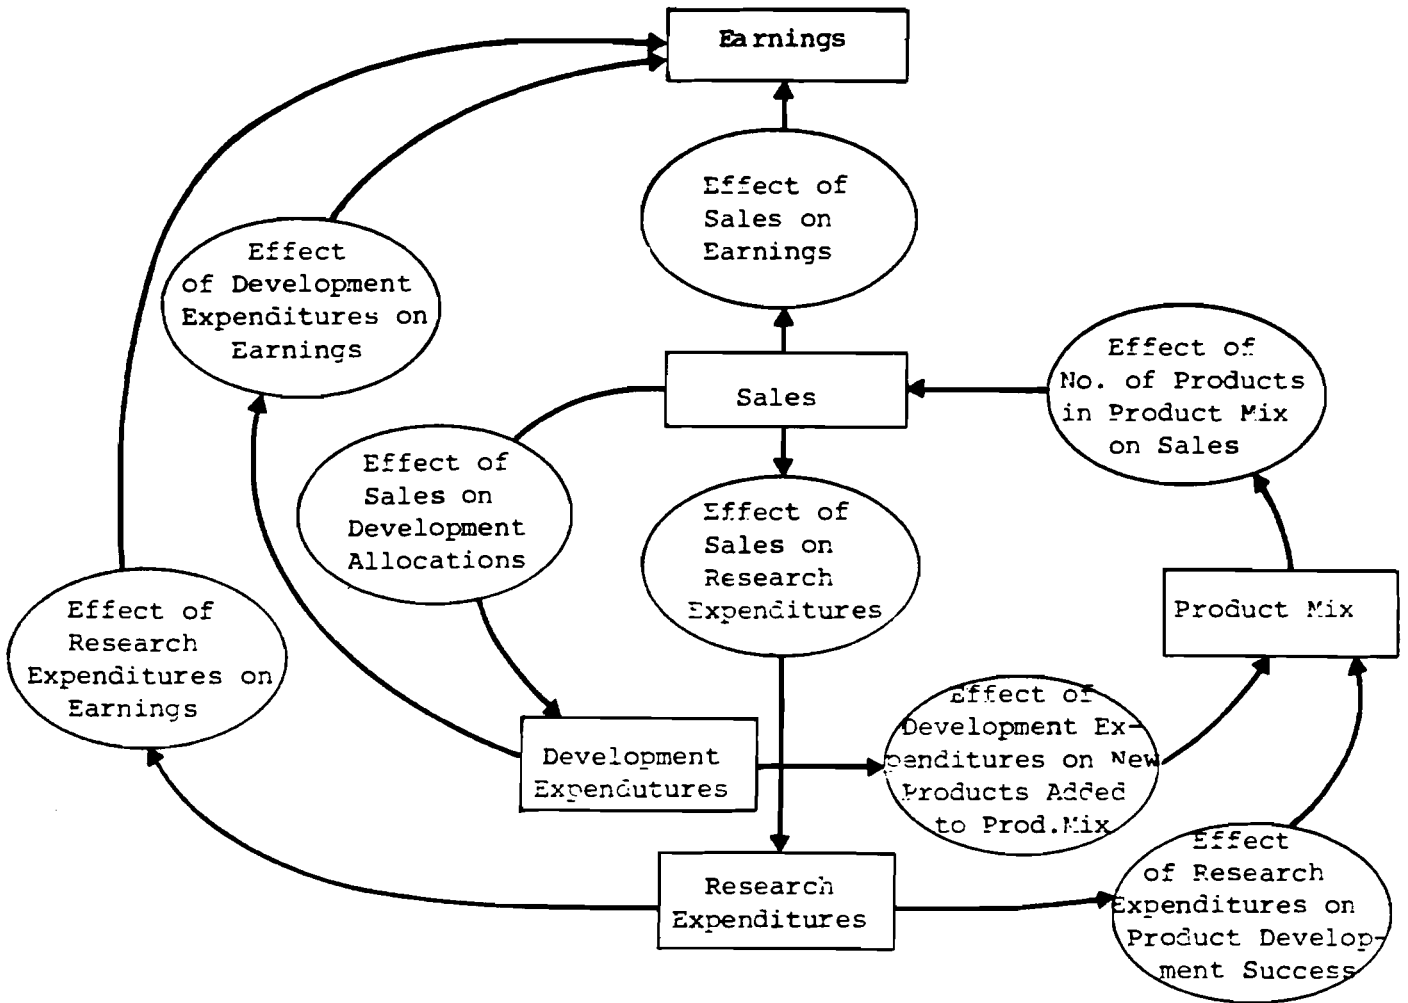 Earnings
Effect of
Sales on
Earnings
Effect
of Development
Expenditures on
Earnings
Effect of
No. of Products
in Product Mix
on Sales
Sales
Effect of
Sales on
Development
Allocations
Effect of
Sales on
Research
Expenditures
Effect of
Research
Expenditures on
Earnings
Product Mix
Development
Expendutures
Effect of
Development Ex-
penditures on New
Products Added
to Prod.Mix
Research
Expenditures
Effect
of Research
Expenditures on
Product Develop-
ment Success